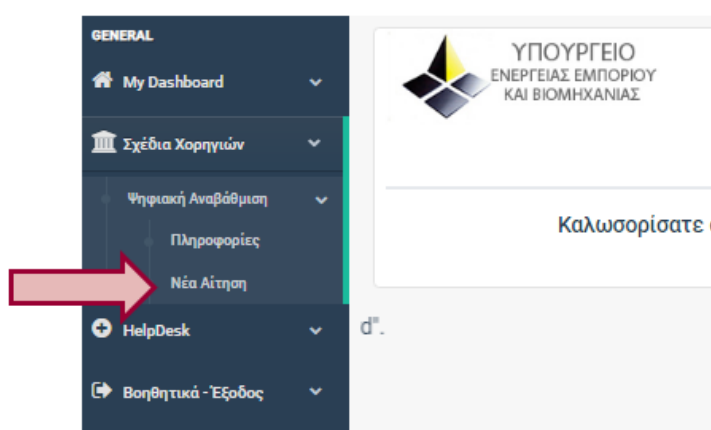 GENERAL
My Dashboard
Σχέδια Χορηγιών
Ψηφιακή Αναβάθμιση
Πληροφορίες
Νέα Αίτηση
HelpDesk
Βοηθητικά - Έξοδος
ΥΠΟΥΡΓΕΙΟ
ΕΝΕΡΓΕΙΑΣ ΕΜΠΟΡΙΟΥ
ΚΑΙ ΒΙΟΜΗΧΑΝΙΑΣ
Καλωσορίσατε
d".